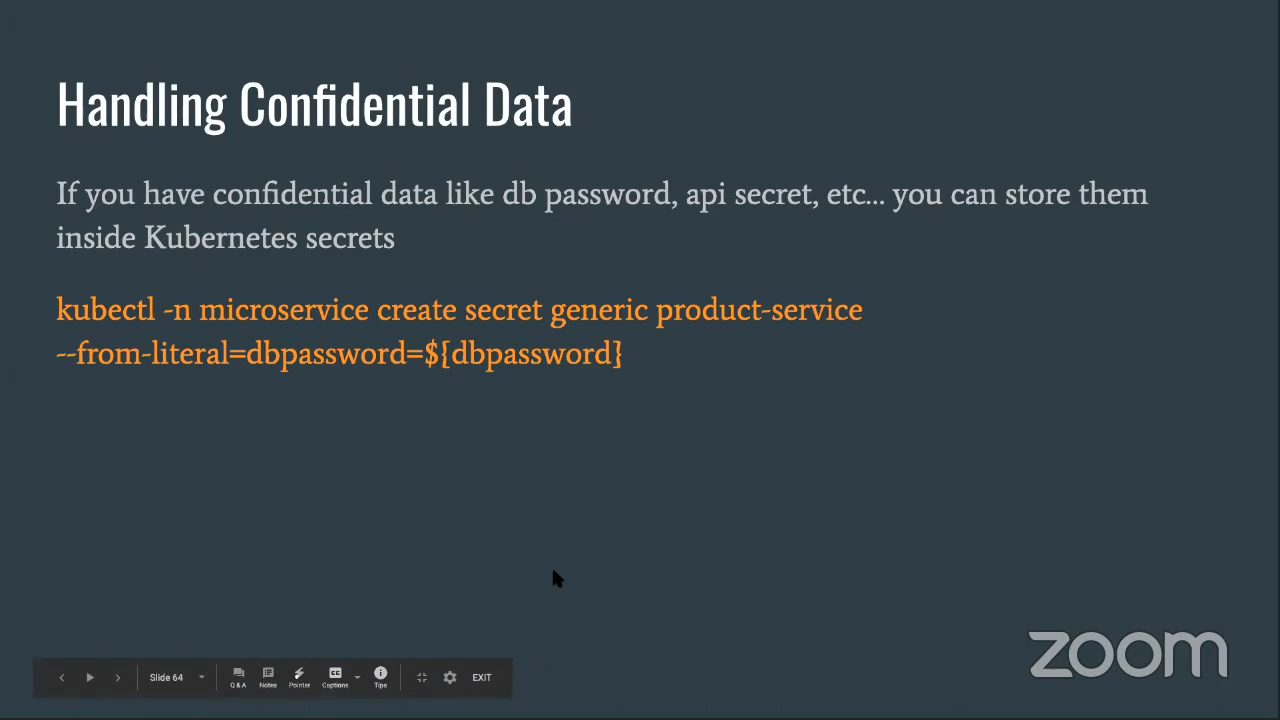 Handling Confidential Data
If you have confidential data like db password, api secret, etc... you can store them
inside Kubernetes secrets
kubectl -n microservice create secret generic product-service
--from-literal=dbpassword=${dbpassword}
zoom
Slide 64
Q & A
Notes
Pointer
CC
Captions
Tips
EXIT